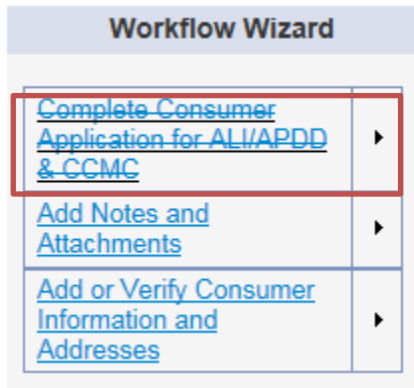 Workflow Wizard
Complete Consumer
Application for ALI/APDD
& CCMC
Add Notes and
Attachments
Add or Verify Consumer
Information and
Addresses